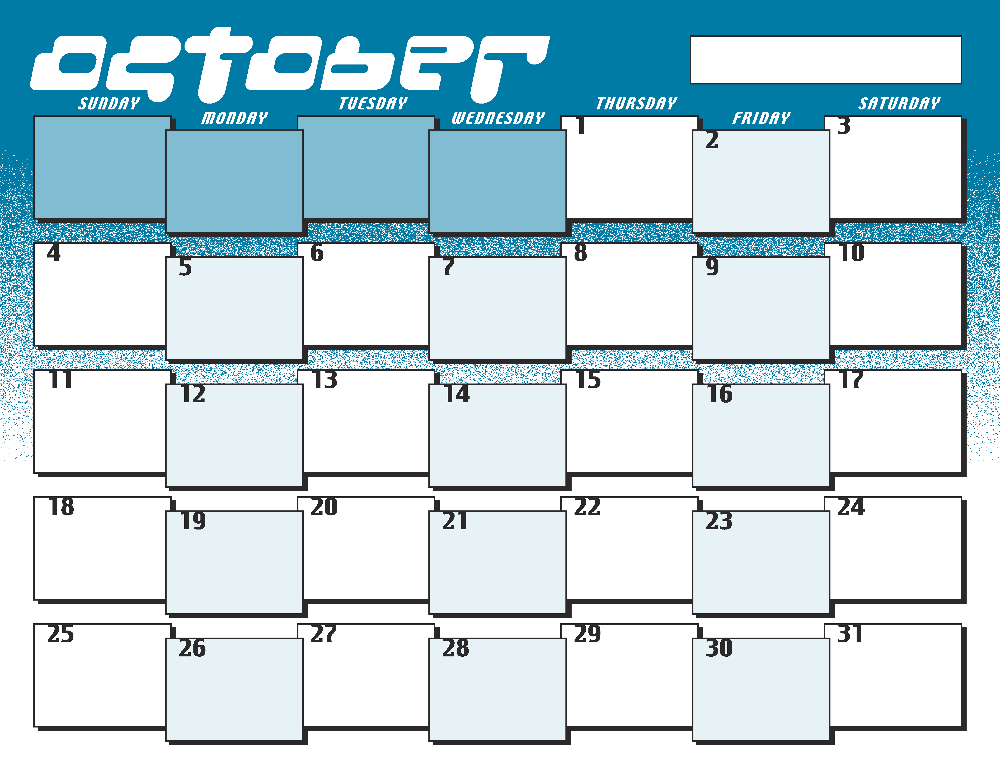 october
SUNDAY MONDAY TUESDAY WEDNESDAY THURSDAY FRIDAY SATURDAY
1 2 3
4 5 6 7 8 9 10
11 12 13 14 15 16 17
18 19 20 21 22 23 24
25 26 27 28 29 30 31